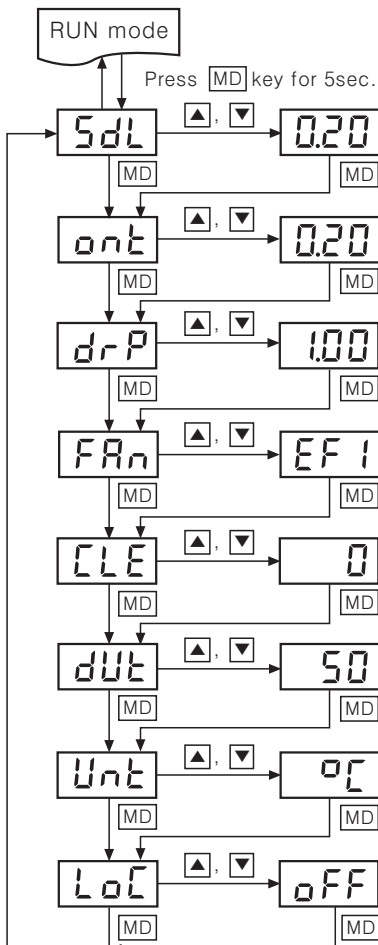 RUN mode
Press MD key for 5sec.
SdL ▲, ▼ 0.20
MD MD
ont ▲, ▼ 0.20
MD MD
drP ▲, ▼ 1.00
MD MD
FAn ▲, ▼ EF1
MD MD
CLE ▲, ▼ 0
MD MD
dUt ▲, ▼ 50
MD MD
Unt ▲, ▼ °C
MD MD
LoC ▲, ▼ oFF
MD MD